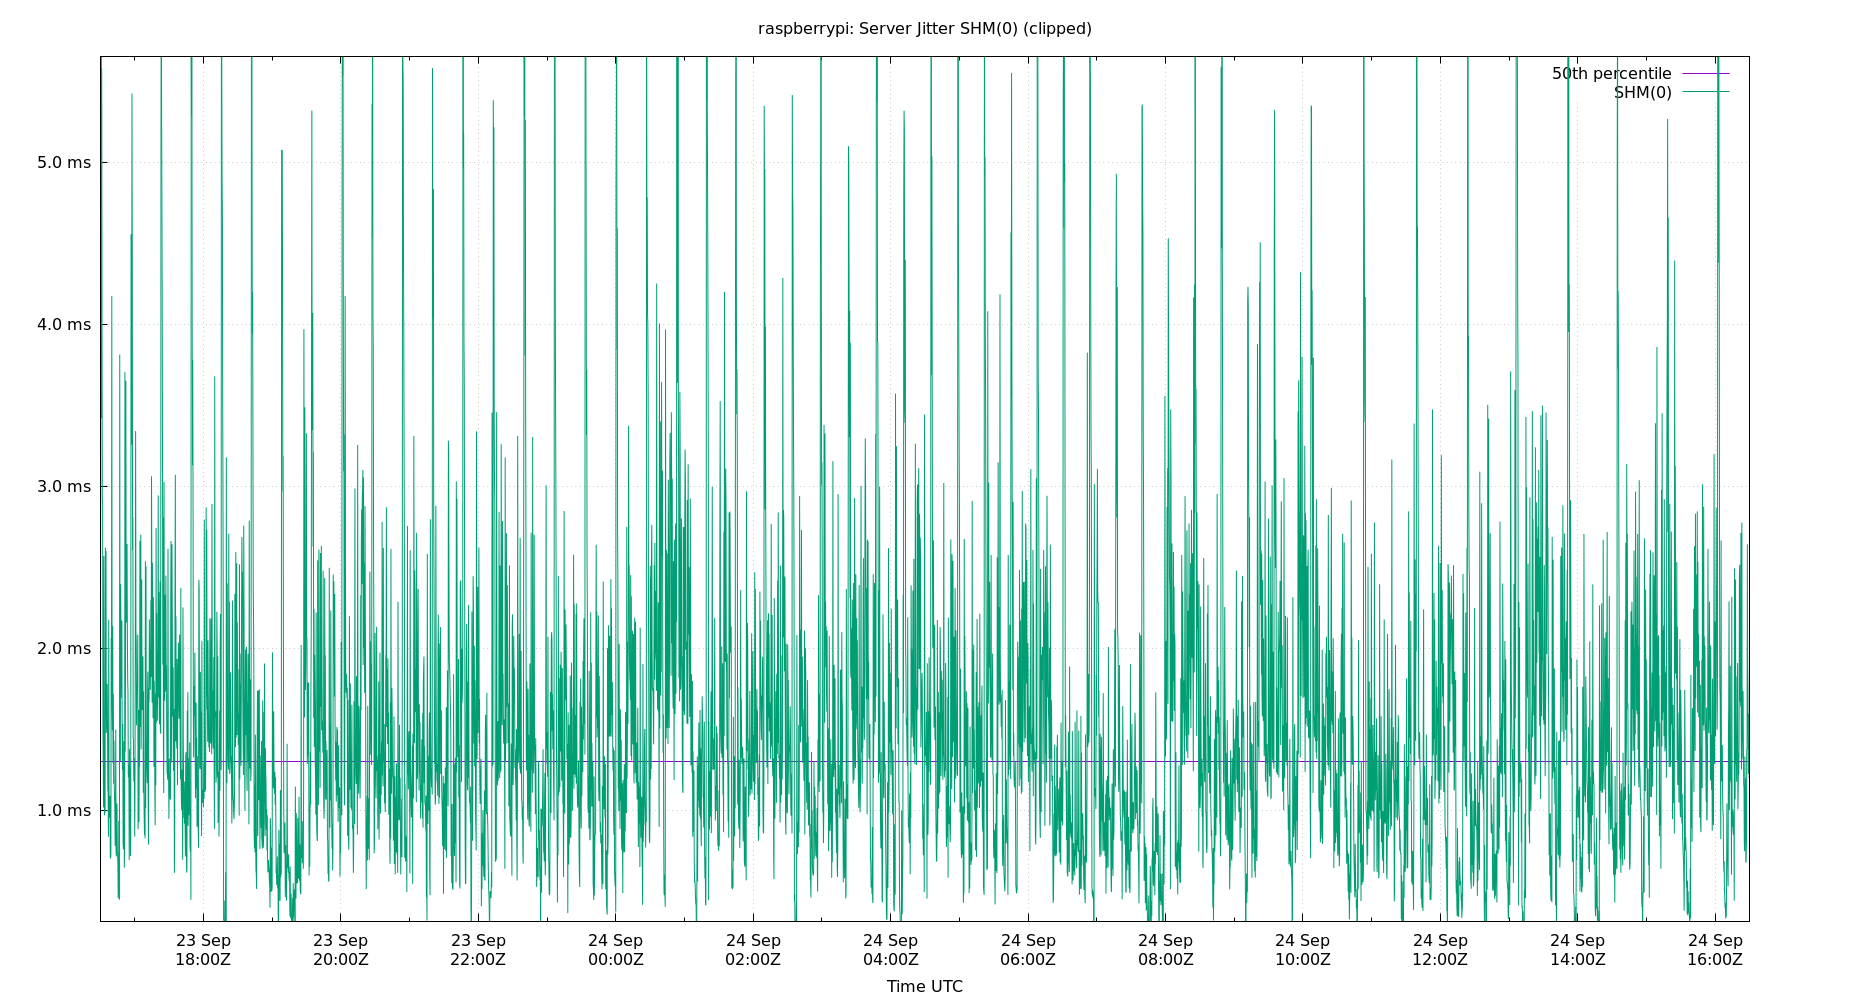 raspberrypi: Server Jitter SHM(0) (clipped)
50th percentile
SHM(0)
5.0 ms
4.0 ms
3.0 ms
2.0 ms
1.0 ms
23 Sep 23 Sep 23 Sep 24 Sep 24 Sep 24 Sep 24 Sep 24 Sep 24 Sep 24 Sep 24 Sep 24 Sep
18:00Z 20:00Z 22:00Z 00:00Z 02:00Z 04:00Z 06:00Z 08:00Z 10:00Z 12:00Z 14:00Z 16:00Z
Time UTC